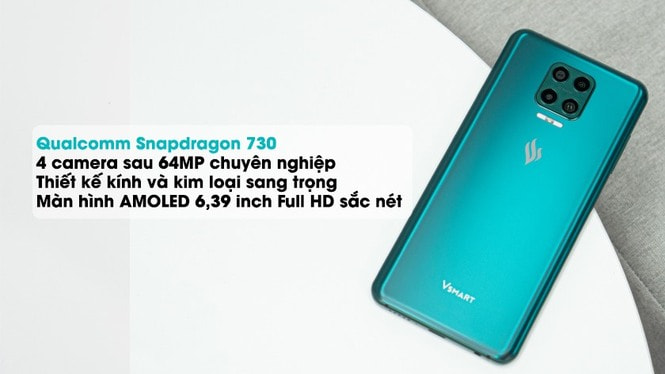 Qualcomm Snapdragon 730
4 camera sau 64MP chuyên nghiệp
Thiết kế kính và kim loại sang trọng
Màn hình AMOLED 6,39 inch Full HD sắc nét
VSMART